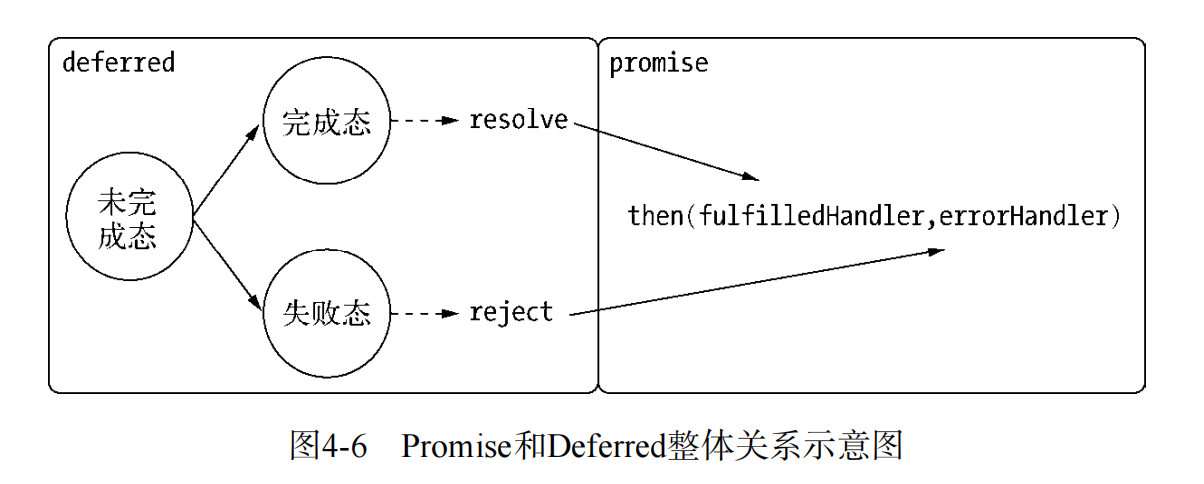 deferred
promise
完成态
resolve
未完
成态
then(fulfilledHandler,errorHandler)
失败态
reject
图4-6 Promise和Deferred整体关系示意图